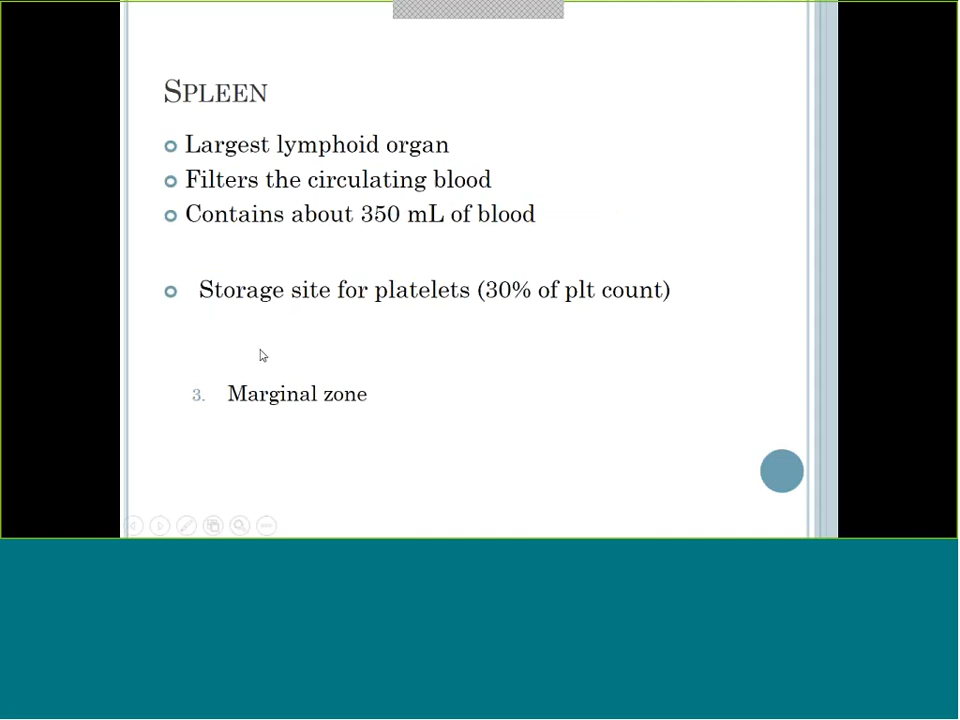 SPLEEN
Largest lymphoid organ
Filters the circulating blood
Contains about 350 mL of blood
Storage site for platelets (30% of plt count)
3. Marginal zone